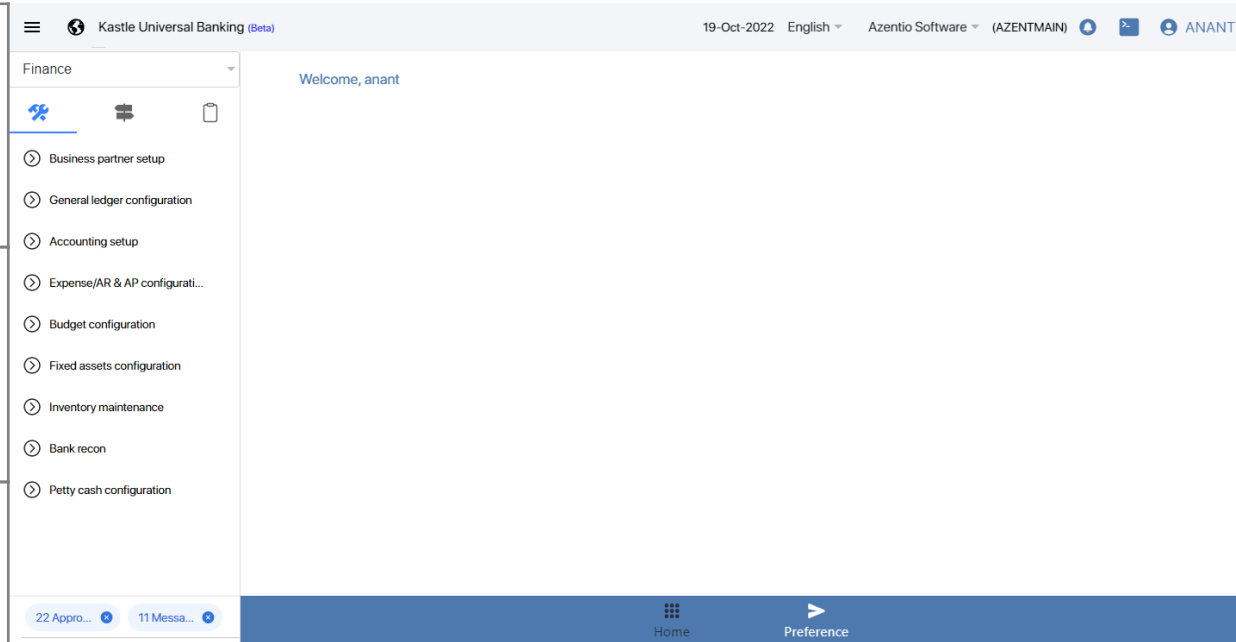 Kastle Universal Banking (Beta) 19-Oct-2022 English Azentio Software (AZENTMAIN) ANANT
Finance
Welcome, anant
Business partner setup
General ledger configuration
Accounting setup
Expense/AR & AP configurati...
Budget configuration
Fixed assets configuration
Inventory maintenance
Bank recon
Petty cash configuration
22 Appro... 11 Messa...
Home Preference